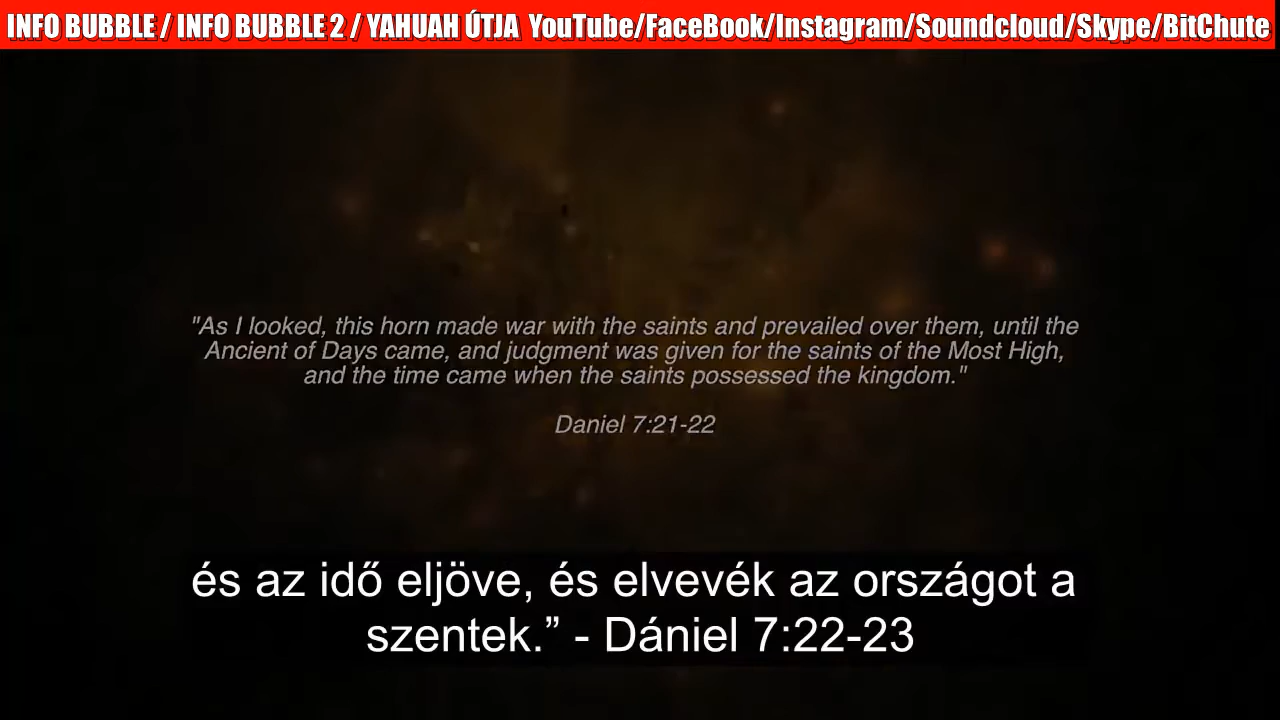 INFO BUBBLE / INFO BUBBLE 2 / YAHUAH ÚTJA YouTube/FaceBook/Instagram/Soundcloud/Skype/BitChute
"As I looked, this horn made war with the saints and prevailed over them, until the
Ancient of Days came, and judgment was given for the saints of the Most High,
and the time came when the saints possessed the kingdom."
Daniel 7:21-22
és az idő eljöve, és elvevék az országot a
szentek.” - Dániel 7:22-23